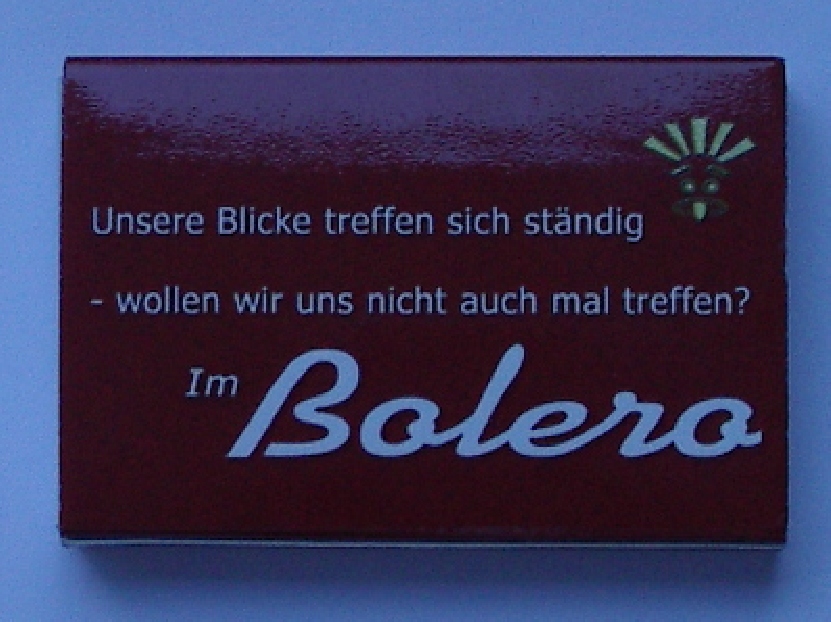 Unsere Blicke treffen sich ständig
- wollen wir uns nicht auch mal treffen?
Im Bolero